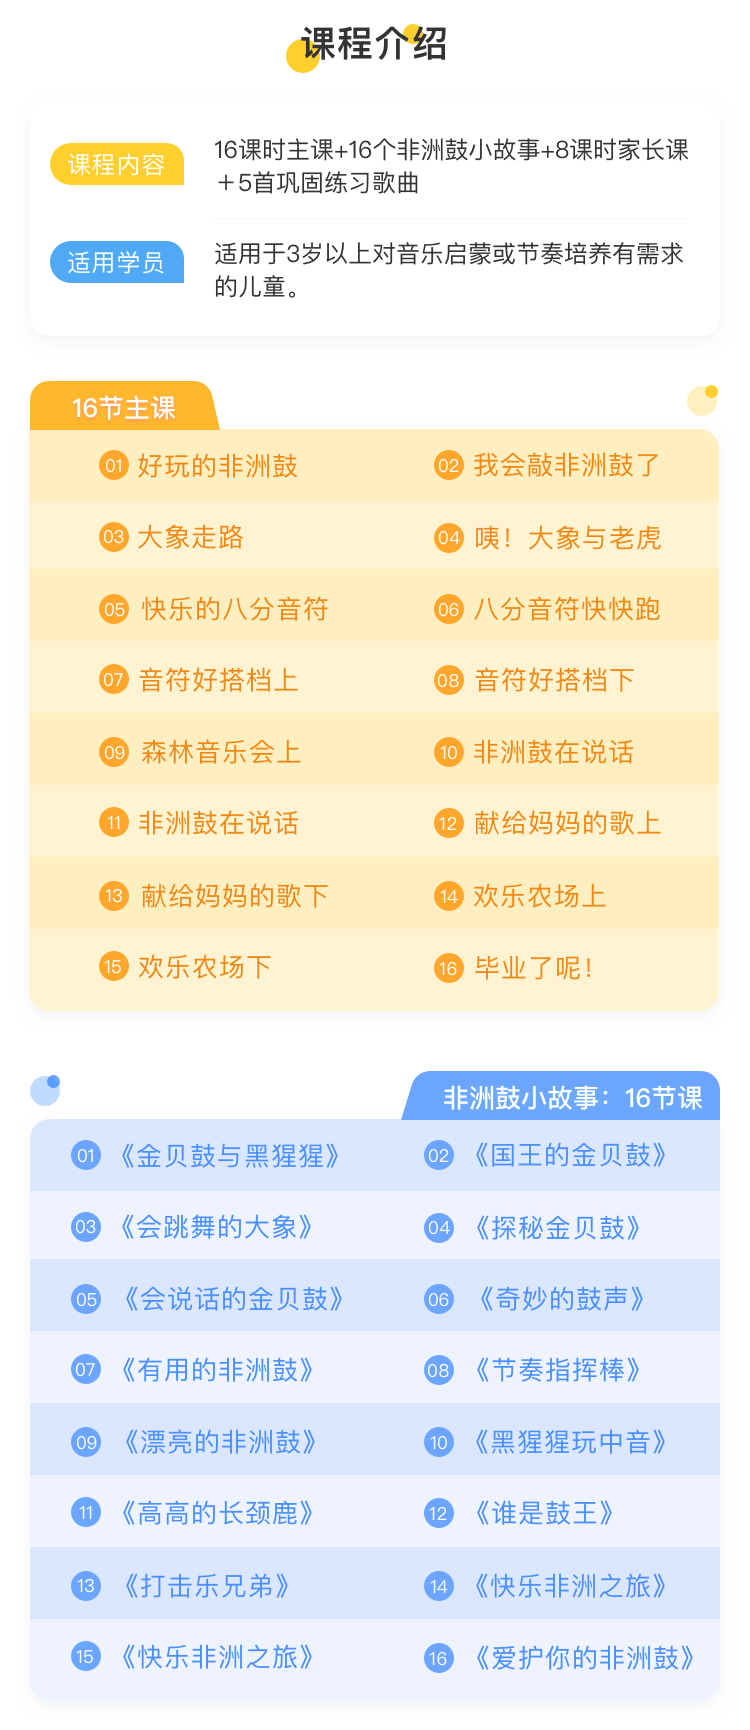 课程介绍
课程内容
16课时主课+16个非洲鼓小故事+8课时家长课
＋5首巩固练习歌曲
适用学员
适用于3岁以上对音乐启蒙或节奏培养有需求
的儿童。
16节主课
01 好玩的非洲鼓
02 我会敲非洲鼓了
03 大象走路
04 咦！大象与老虎
05 快乐的八分音符
06 八分音符快快跑
07 音符好搭档上
08 音符好搭档下
09 森林音乐会上
10 非洲鼓在说话
11 非洲鼓在说话
12 献给妈妈的歌上
13 献给妈妈的歌下
14 欢乐农场上
15 欢乐农场下
16 毕业了呢！
非洲鼓小故事：16节课
01 《金贝鼓与黑猩猩》
02 《国王的金贝鼓》
03 《会跳舞的大象》
04 《探秘金贝鼓》
05 《会说话的金贝鼓》
06 《奇妙的鼓声》
07 《有用的非洲鼓》
08 《节奏指挥棒》
09 《漂亮的非洲鼓》
10 《黑猩猩玩中音》
11 《高高的长颈鹿》
12 《谁是鼓王》
13 《打击乐兄弟》
14 《快乐非洲之旅》
15 《快乐非洲之旅》
16 《爱护你的非洲鼓》